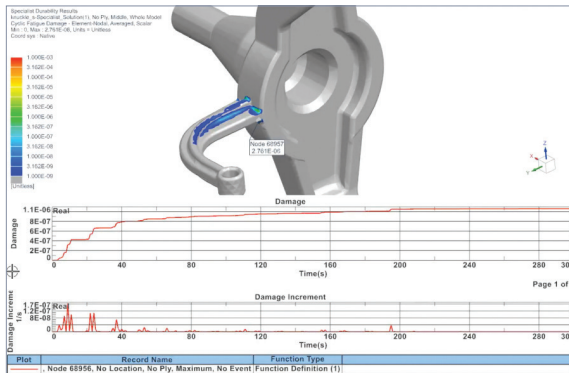 Specialist Durability Results
knuckle_s-Specialist_Solution(1), No Ply, Middle, Whole Model
Cyclic Fatigue-Damage - Element-Nodal, Averaged, Scalar
Min : 0, Max : 2.761E-06, Units = Unitless
Coord sys : Native
1.000E-03
3.162E-04
1.000E-04
3.162E-05
1.000E-05
3.162E-06
1.000E-06
3.162E-07
1.000E-07
3.162E-08
1.000E-08
3.162E-09
1.000E-09
[Unitless]
Node 68957
2.761E-06
Z
X
Y
Damage
1.1E-06
8E-07
6E-07
4E-07
2E-07
0
Real
Damage
0 40 80 120 160 200 240 280 300
Time(s)
Page 1 of
Damage Increment
1.7E-07
1.2E-07
8E-08
0
Real
Damage Increme
1/s
0 40 80 120 160 200 240 280 300
Time(s)
Plot Record Name Function Type
, Node 68956, No Location, No Ply, Maximum, No Event Function Definition (1)